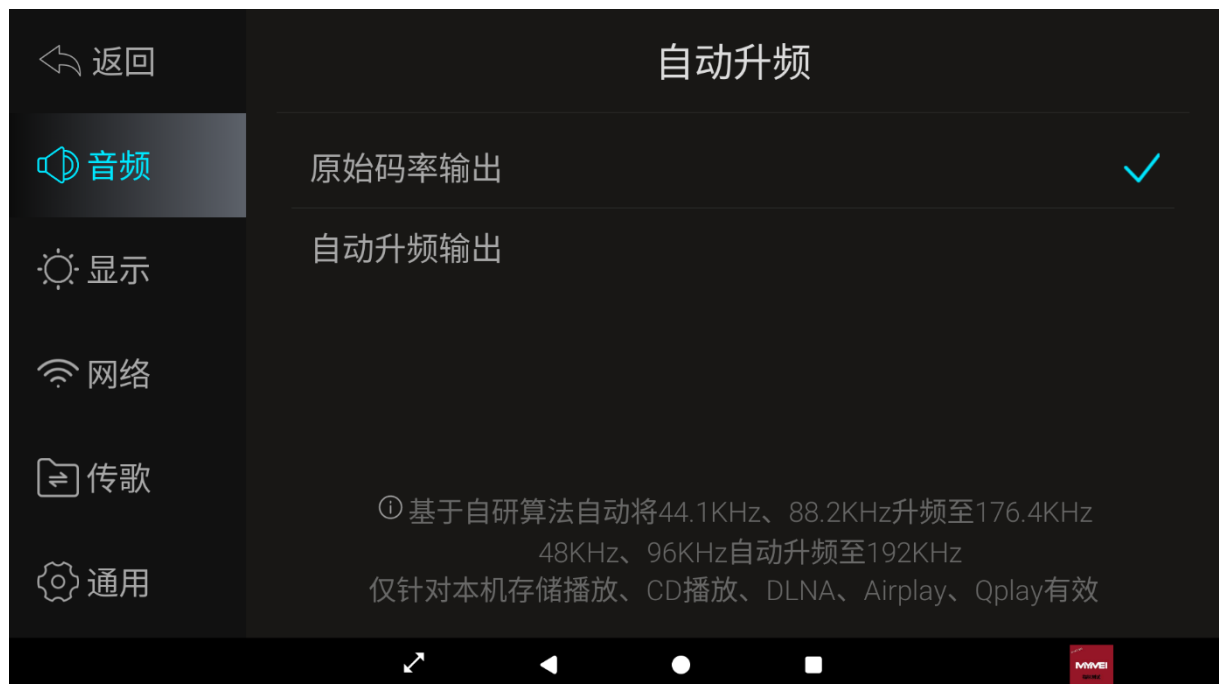 返回
自动升频
音频
原始码率输出
显示
自动升频输出
网络
传歌
通用
基于自研算法自动将44.1KHz、88.2KHz升频至176.4KHz
48KHz、96KHz自动升频至192KHz
仅针对本机存储播放、CD播放、DLNA、Airplay、Qplay有效
MYMEI